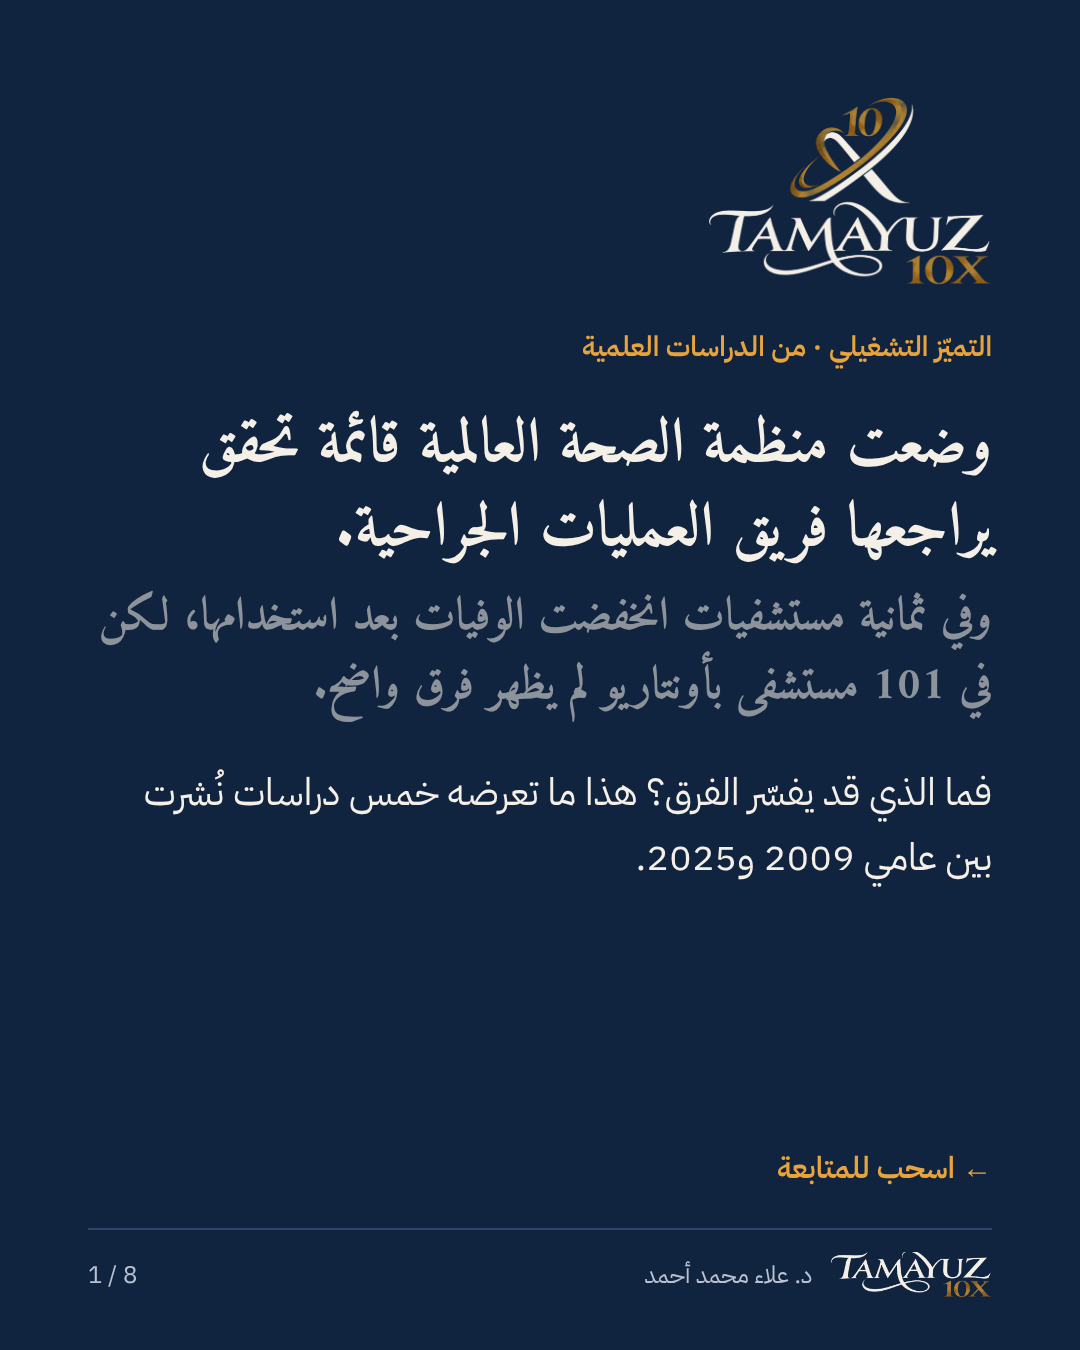 10
TAMAYUZ
10X
التميّز التشغيلي · من الدراسات العلمية
وضعت منظمة الصحة العالمية قائمة تحقق
يراجعها فريق العمليات الجراحية.
وفي ثمانية مستشفيات انخفضت الوفيات بعد استخدامها، لكن
في 101 مستشفى بأونتاريو لم يظهر فرق واضح.
فما الذي قد يفسّر الفرق؟ هذا ما تعرضه خمس دراسات نُشرت
بين عامي 2009 و2025.
← اسحب للمتابعة
TAMAYUZ
10X
د. علاء محمد أحمد
1 / 8